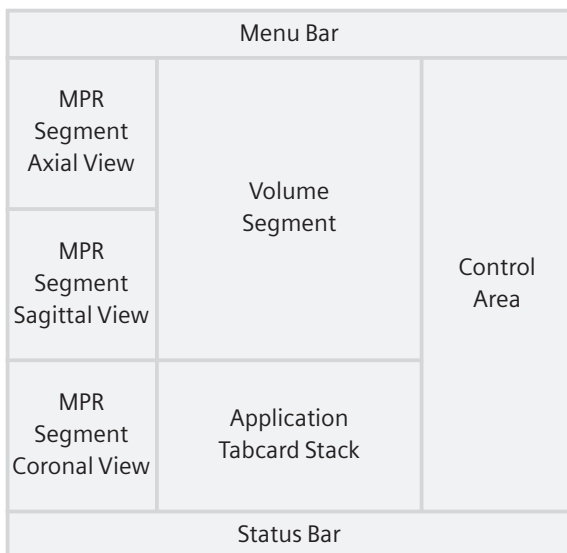 Menu Bar
MPR
Segment
Axial View
Volume
Segment
Control
Area
MPR
Segment
Sagittal View
MPR
Segment
Coronal View
Application
Tabcard Stack
Status Bar